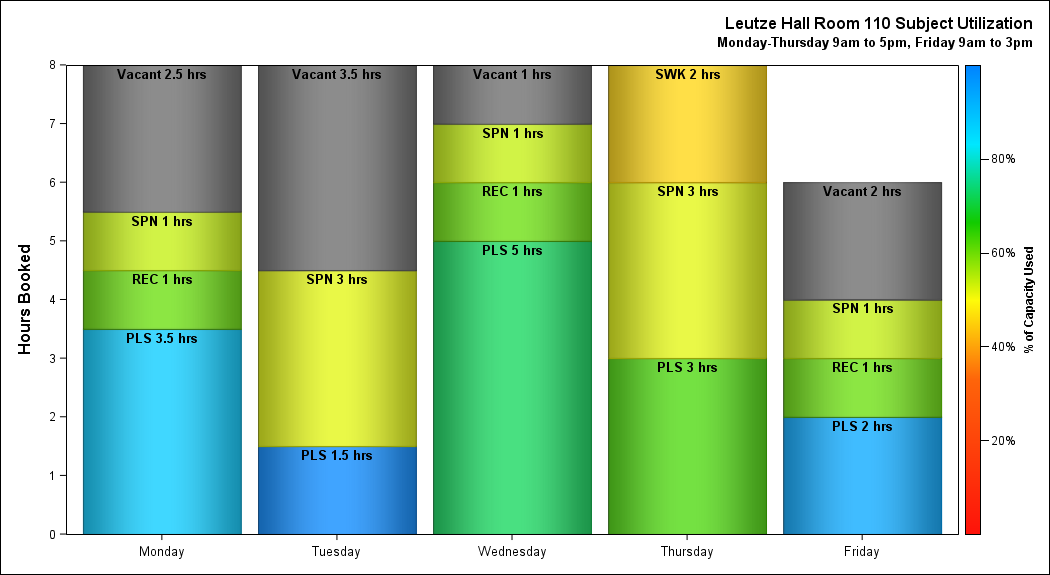 Leutze Hall Room 110 Subject Utilization
Monday-Thursday 9am to 5pm, Friday 9am to 3pm
Hours Booked
8
7
6
5
4
3
2
1
0
Vacant 2.5 hrs
SPN 1 hrs
REC 1 hrs
PLS 3.5 hrs
Monday
Vacant 3.5 hrs
SPN 3 hrs
PLS 1.5 hrs
Tuesday
Vacant 1 hrs
SPN 1 hrs
REC 1 hrs
PLS 5 hrs
Wednesday
SWK 2 hrs
SPN 3 hrs
PLS 3 hrs
Thursday
Vacant 2 hrs
SPN 1 hrs
REC 1 hrs
PLS 2 hrs
Friday
80%
60%
40%
20%
% of Capacity Used